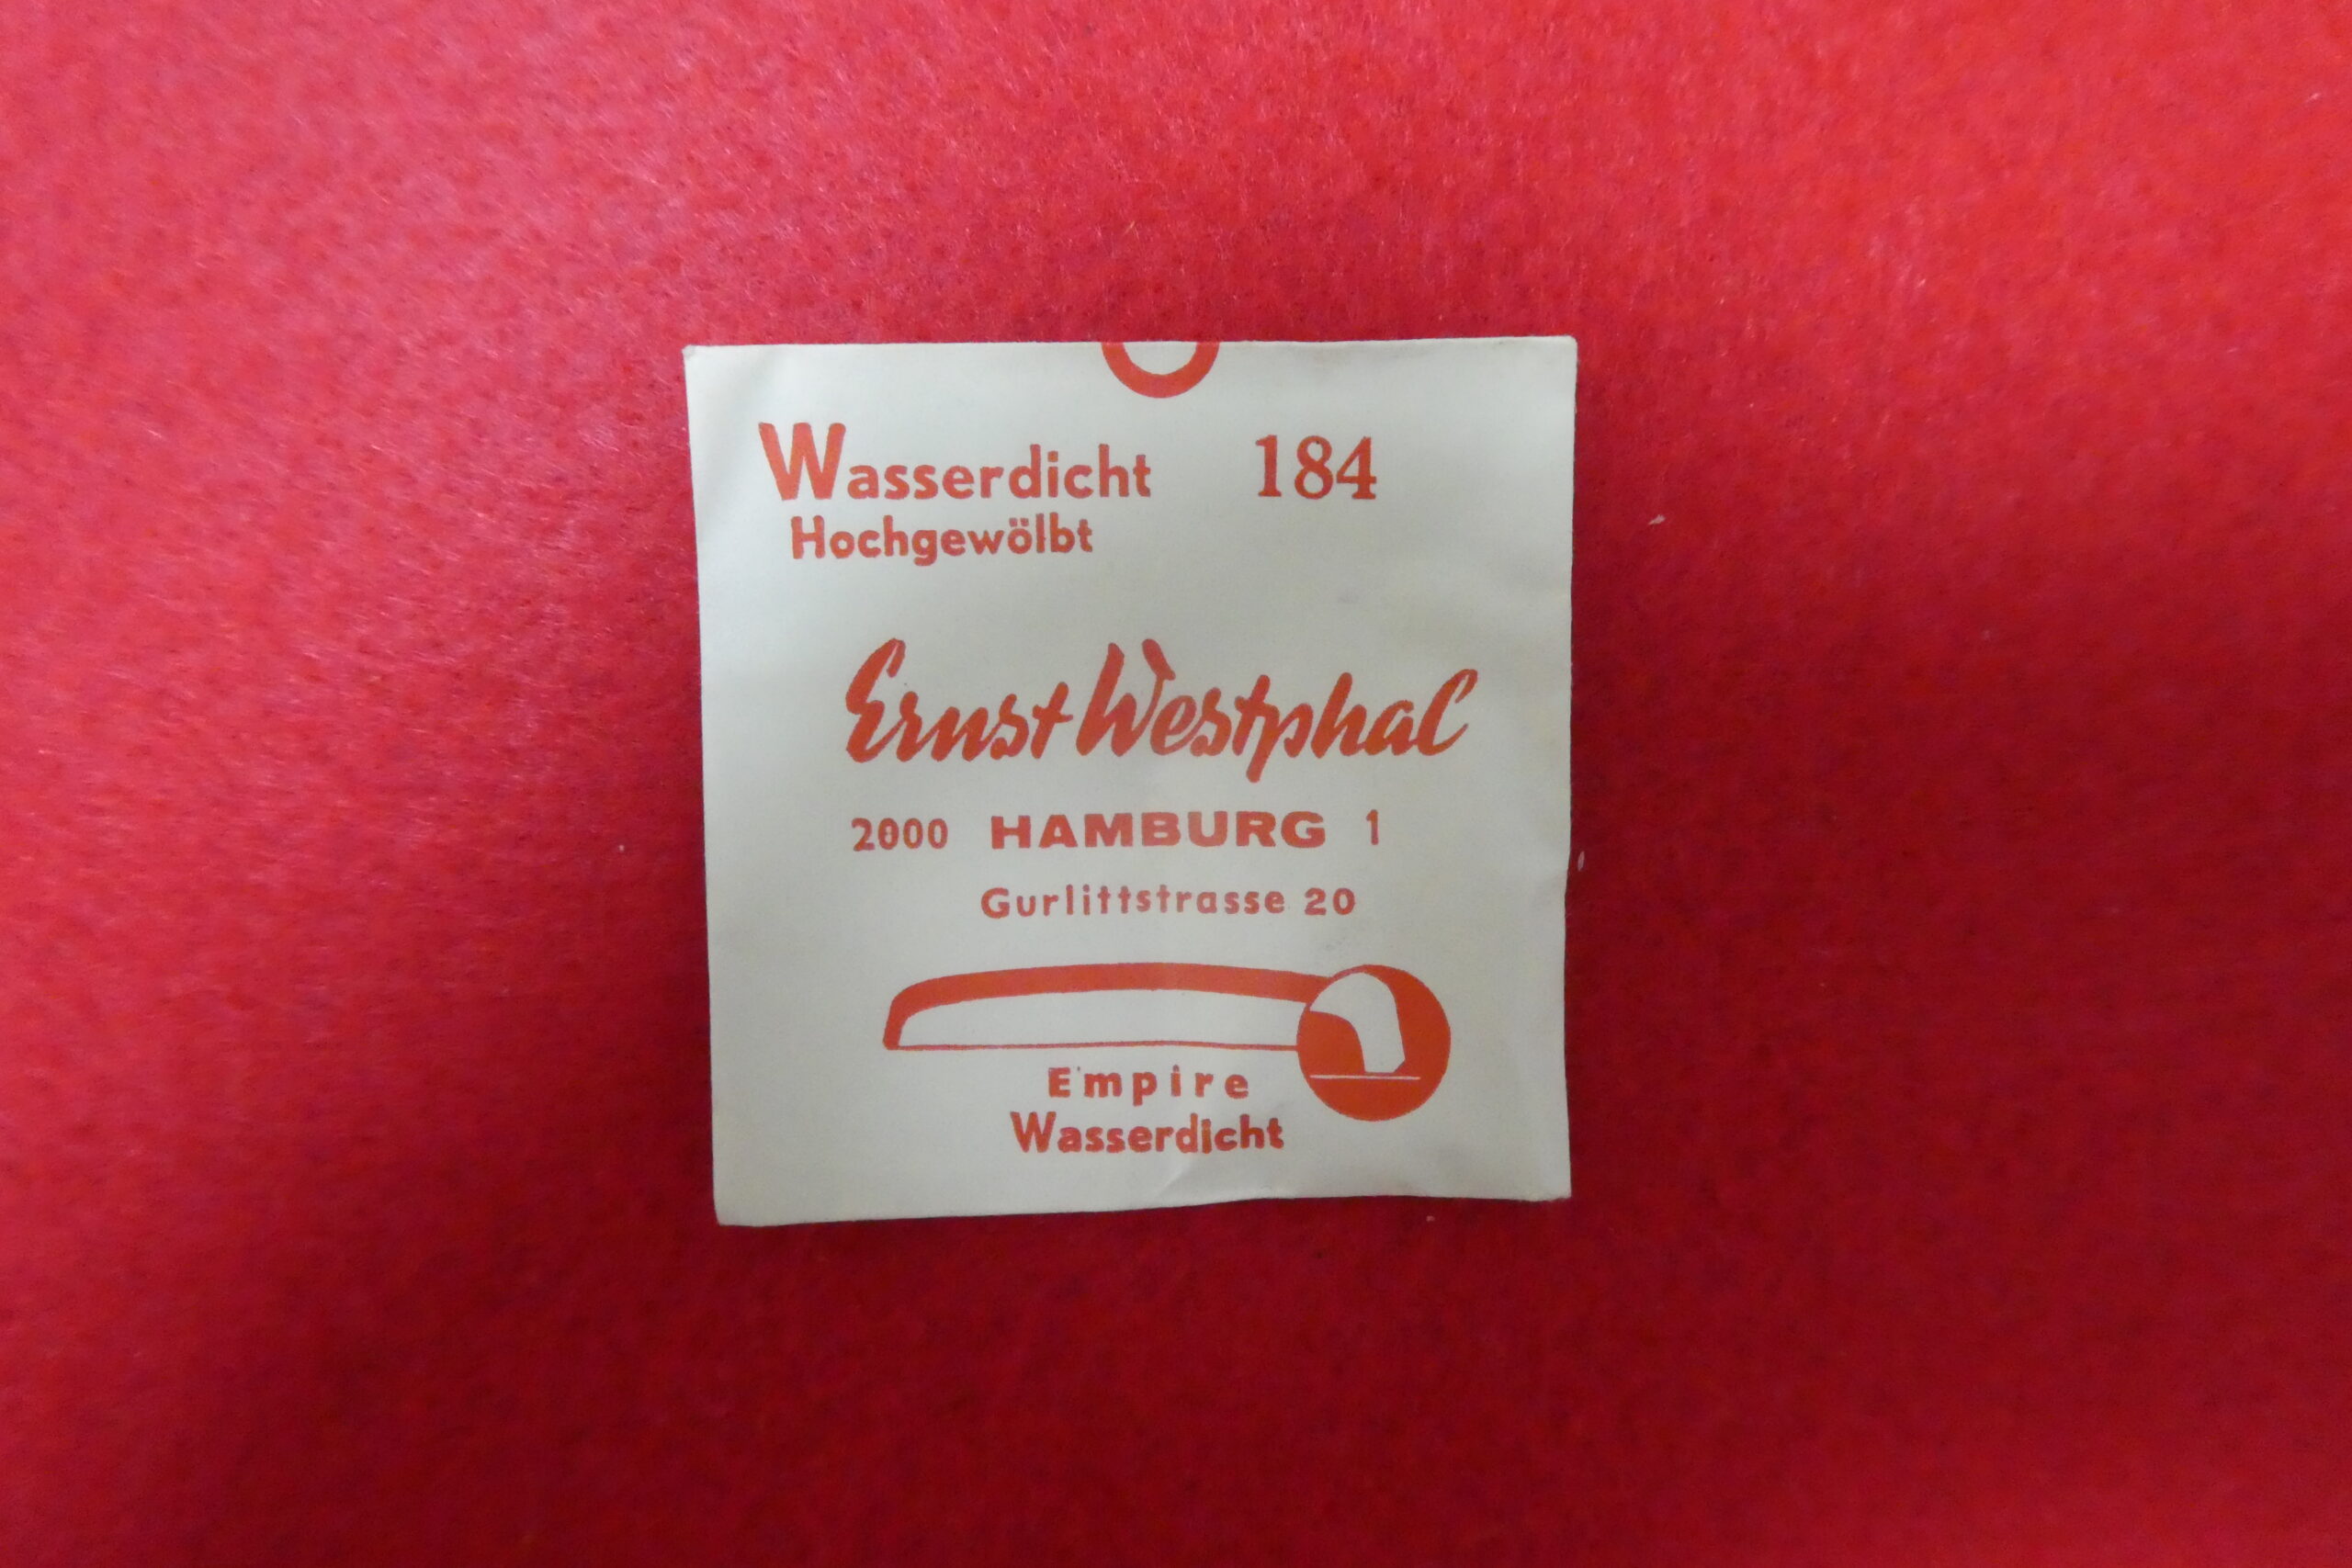 Wasserdicht 184
Hochgewölbt
Ernst Westphal
2000 HAMBURG 1
Gurlittstrasse 20
Empire
Wasserdicht